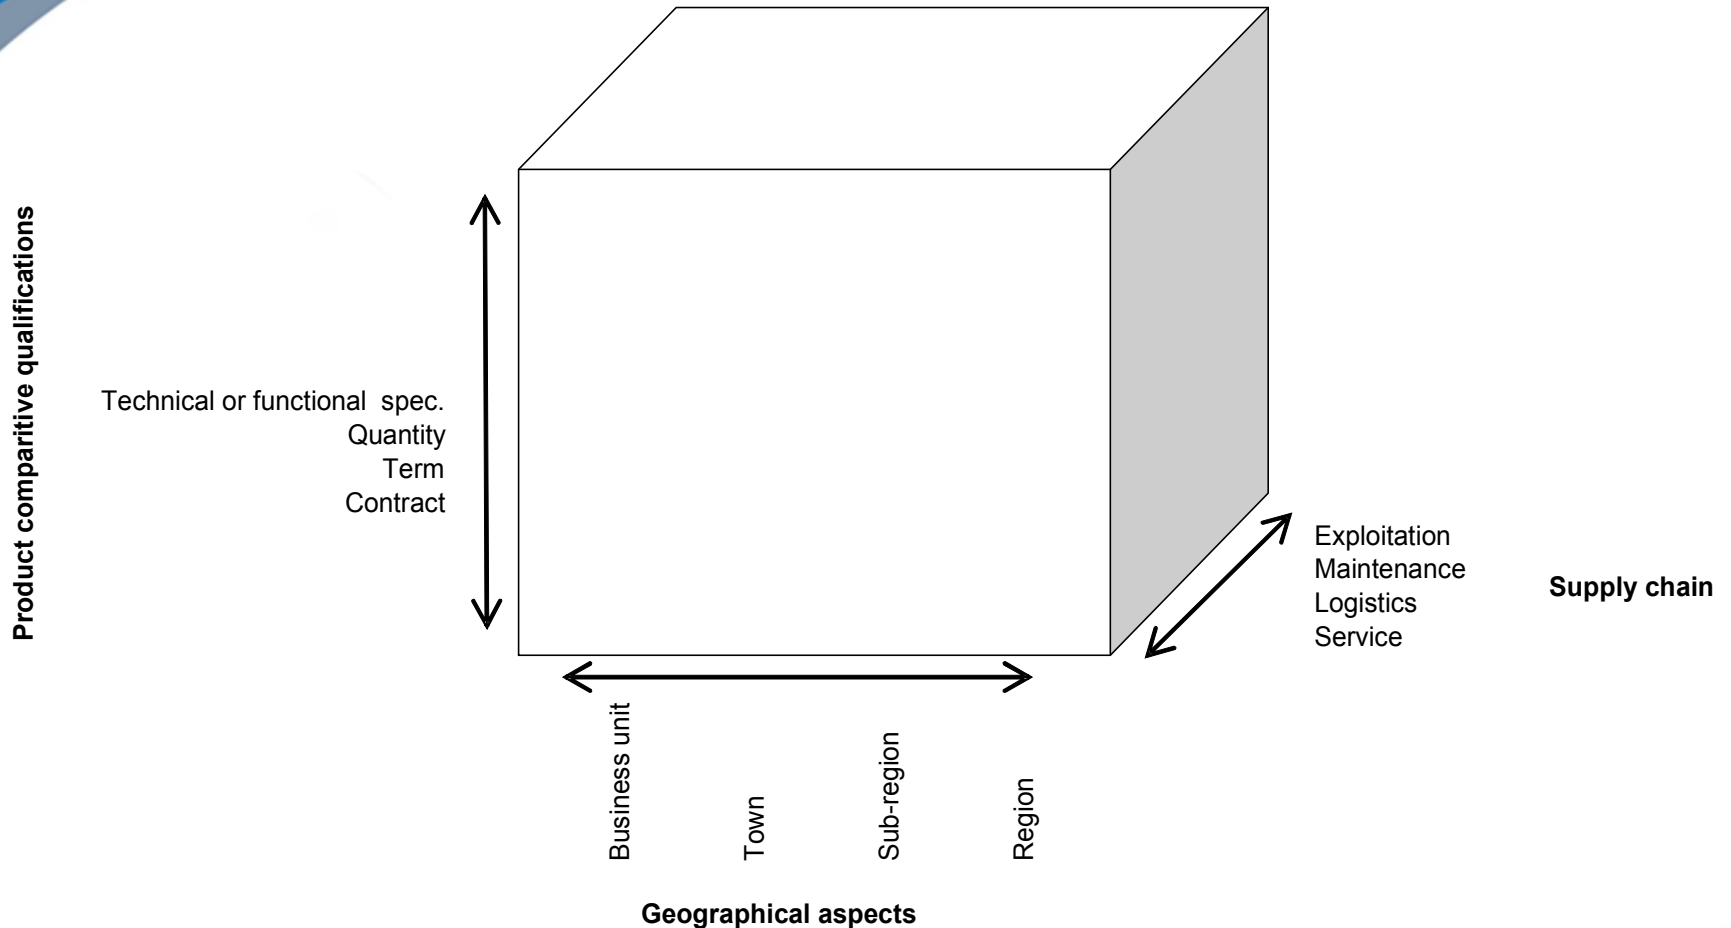 Product comparitive qualifications
Technical or functional  spec.
Quantity
Term
Contract
Exploitation
Maintenance
Logistics
Service
Supply chain
Business unit
Town
Sub-region
Region
Geographical aspects